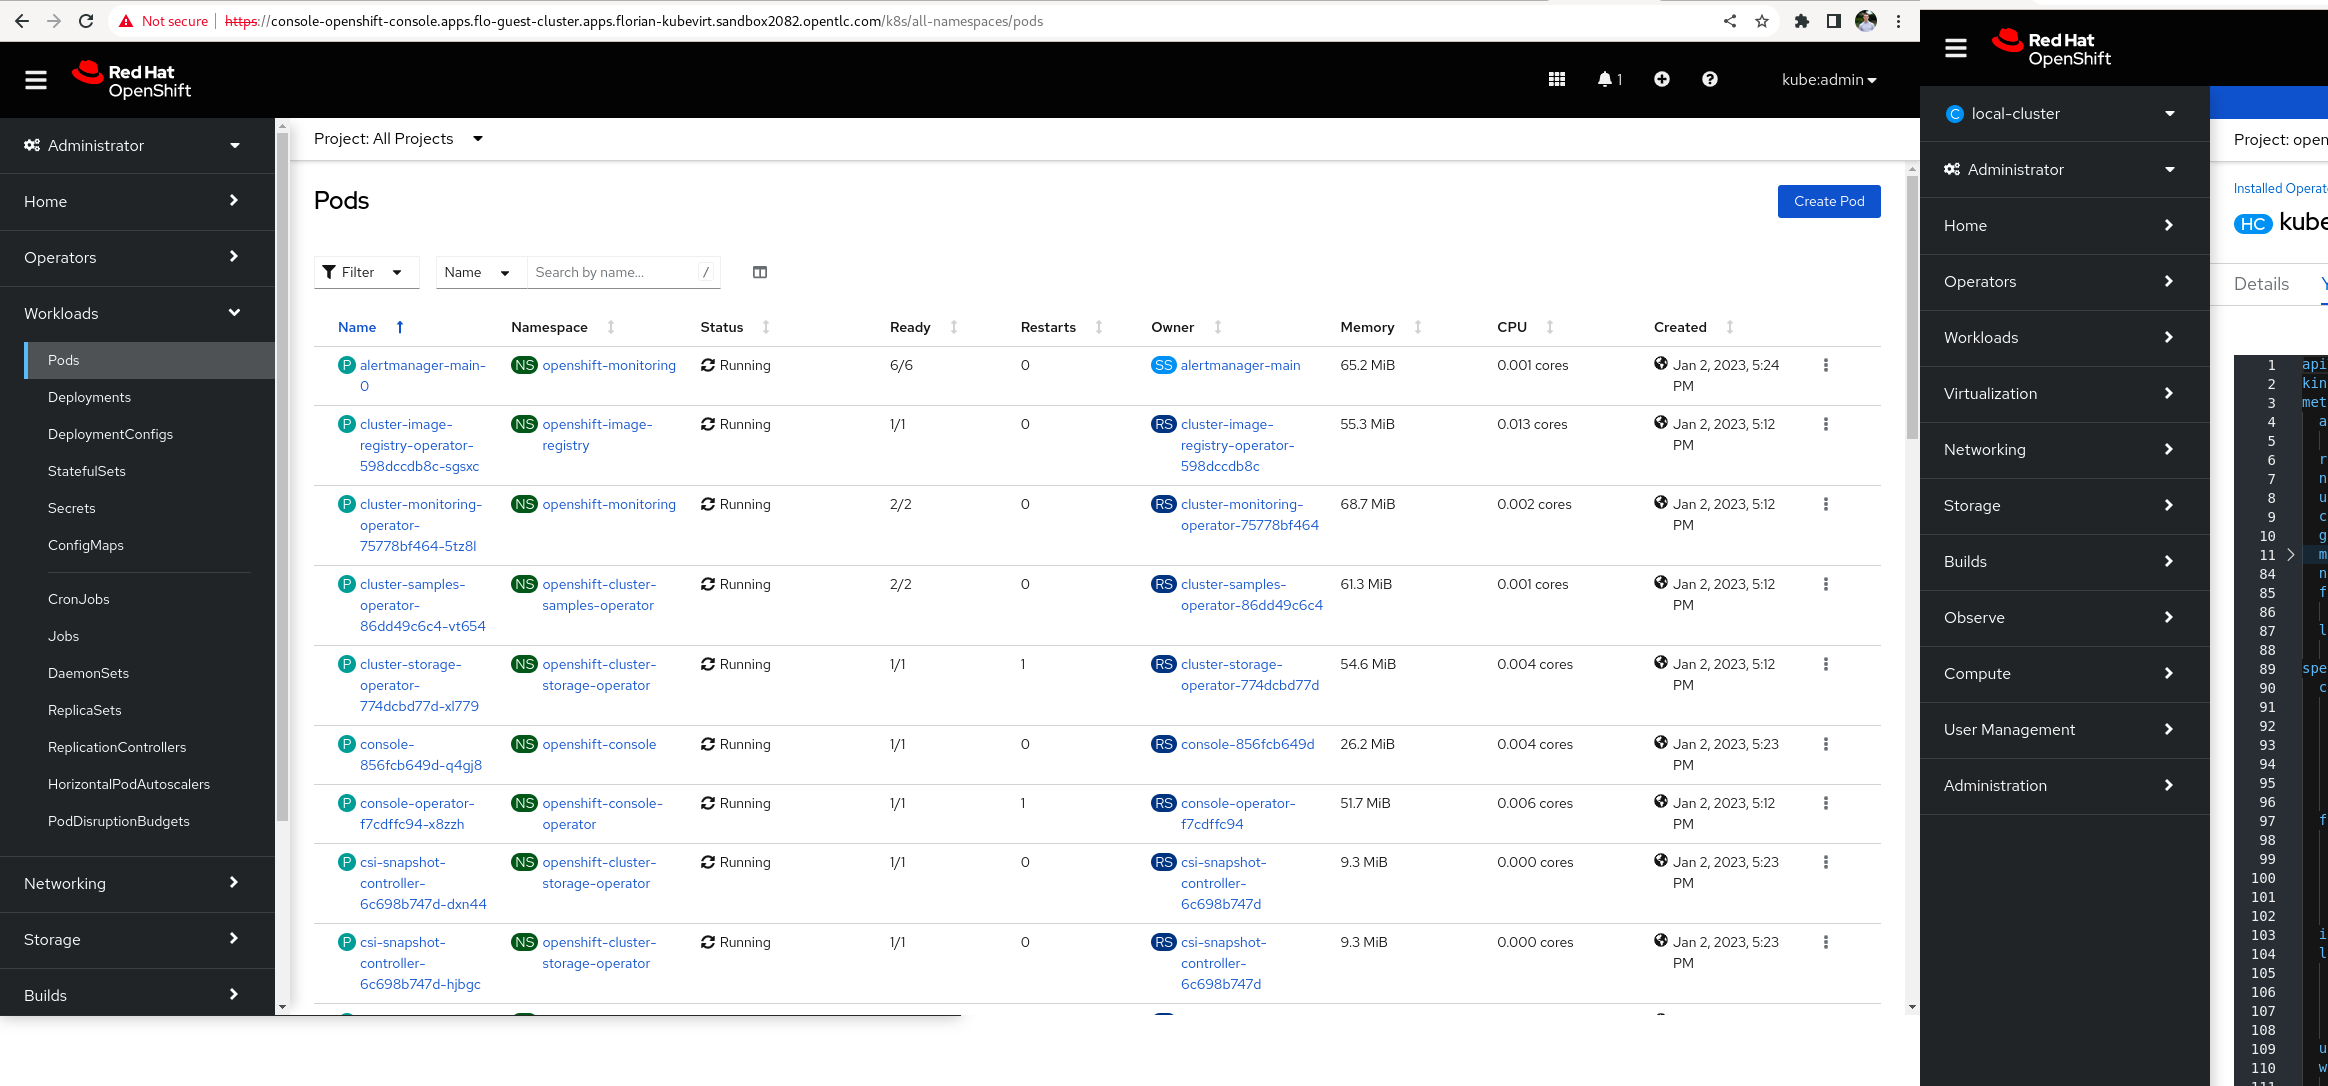 Not secure https://console-openshift-console.apps.flo-guest-cluster.apps.florian-kubevirt.sandbox2082.opentlc.com/k8s/all-namespaces/pods
Red Hat
OpenShift
1
kube:admin
Administrator
Home
Operators
Workloads
Pods
Deployments
DeploymentConfigs
StatefulSets
Secrets
ConfigMaps
CronJobs
Jobs
DaemonSets
ReplicaSets
ReplicationControllers
HorizontalPodAutoscalers
PodDisruptionBudgets
Networking
Storage
Builds
Project: All Projects
Pods
Create Pod
Filter Name Search by name... /
Name Namespace Status Ready Restarts Owner Memory CPU Created
P alertmanager-main- NS openshift-monitoring Running 6/6 0 SS alertmanager-main 65.2 MiB 0.001 cores Jan 2, 2023, 5:24
0 PM
P cluster-image- NS openshift-image- Running 1/1 0 RS cluster-image- 55.3 MiB 0.013 cores Jan 2, 2023, 5:12
registry-operator- registry registry-operator- PM
598dccdb8c-sgsxc 598dccdb8c
P cluster-monitoring- NS openshift-monitoring Running 2/2 0 RS cluster-monitoring- 68.7 MiB 0.002 cores Jan 2, 2023, 5:12
operator- operator-75778bf464 PM
75778bf464-5tz8l
P cluster-samples- NS openshift-cluster- Running 2/2 0 RS cluster-samples- 61.3 MiB 0.001 cores Jan 2, 2023, 5:12
operator- samples-operator operator-86dd49c6c4 PM
86dd49c6c4-vt654
P cluster-storage- NS openshift-cluster- Running 1/1 1 RS cluster-storage- 54.6 MiB 0.004 cores Jan 2, 2023, 5:12
operator- storage-operator operator-774dcbd77d PM
774dcbd77d-xl779
P console- NS openshift-console Running 1/1 0 RS console-856fcb649d 26.2 MiB 0.004 cores Jan 2, 2023, 5:23
856fcb649d-q4gj8 PM
P console-operator- NS openshift-console- Running 1/1 1 RS console-operator- 51.7 MiB 0.006 cores Jan 2, 2023, 5:12
f7cdffc94-x8zzh operator f7cdffc94 PM
P csi-snapshot- NS openshift-cluster- Running 1/1 0 RS csi-snapshot- 9.3 MiB 0.000 cores Jan 2, 2023, 5:23
controller- storage-operator controller- PM
6c698b747d-dxn44 6c698b747d
P csi-snapshot- NS openshift-cluster- Running 1/1 0 RS csi-snapshot- 9.3 MiB 0.000 cores Jan 2, 2023, 5:23
controller- storage-operator controller- PM
6c698b747d-hjbgc 6c698b747d
Red Hat
OpenShift
C local-cluster
Administrator
Home
Operators
Workloads
Virtualization
Networking
Storage
Builds
Observe
Compute
User Management
Administration
Project: open
Installed Operat
HC kube
Details Y
1 api
2 kin
3 met
4 a
5
6 r
7 n
8 u
9 c
10 g
11 m
84 n
85 f
86
87 l
88
89 spe
90 c
91
92
93
94
95
96
97 f
98
99
100
101
102
103 i
104 l
105
106
107
108
109 u
110 w